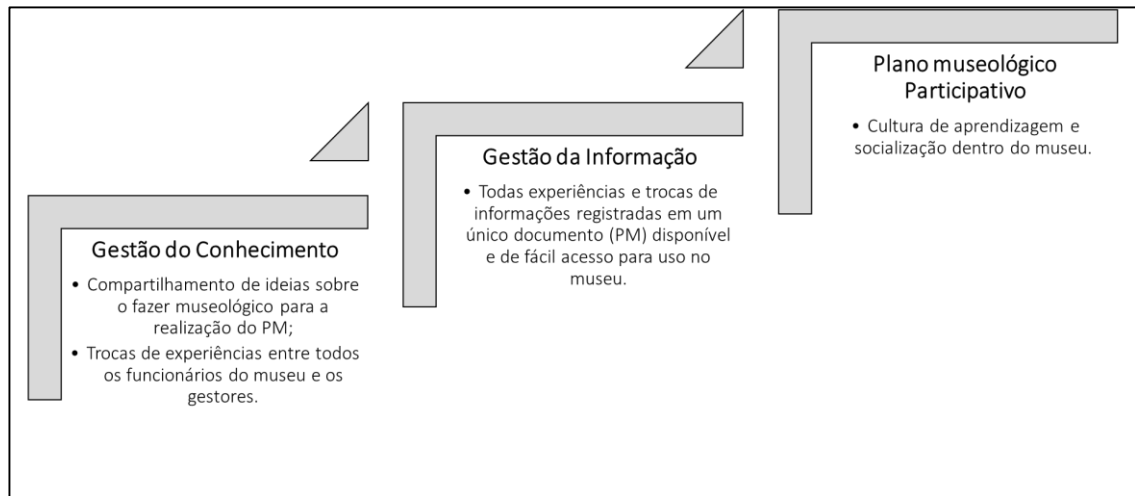 Gestão do Conhecimento
• Compartilhamento de ideias sobre
o fazer museológico para a
realização do PM;
• Trocas de experiências entre todos
os funcionários do museu e os
gestores.
Gestão da Informação
• Todas experiências e trocas de
informações registradas em um
único documento (PM) disponível
e de fácil acesso para uso no
museu.
Plano museológico
Participativo
• Cultura de aprendizagem e
socialização dentro do museu.